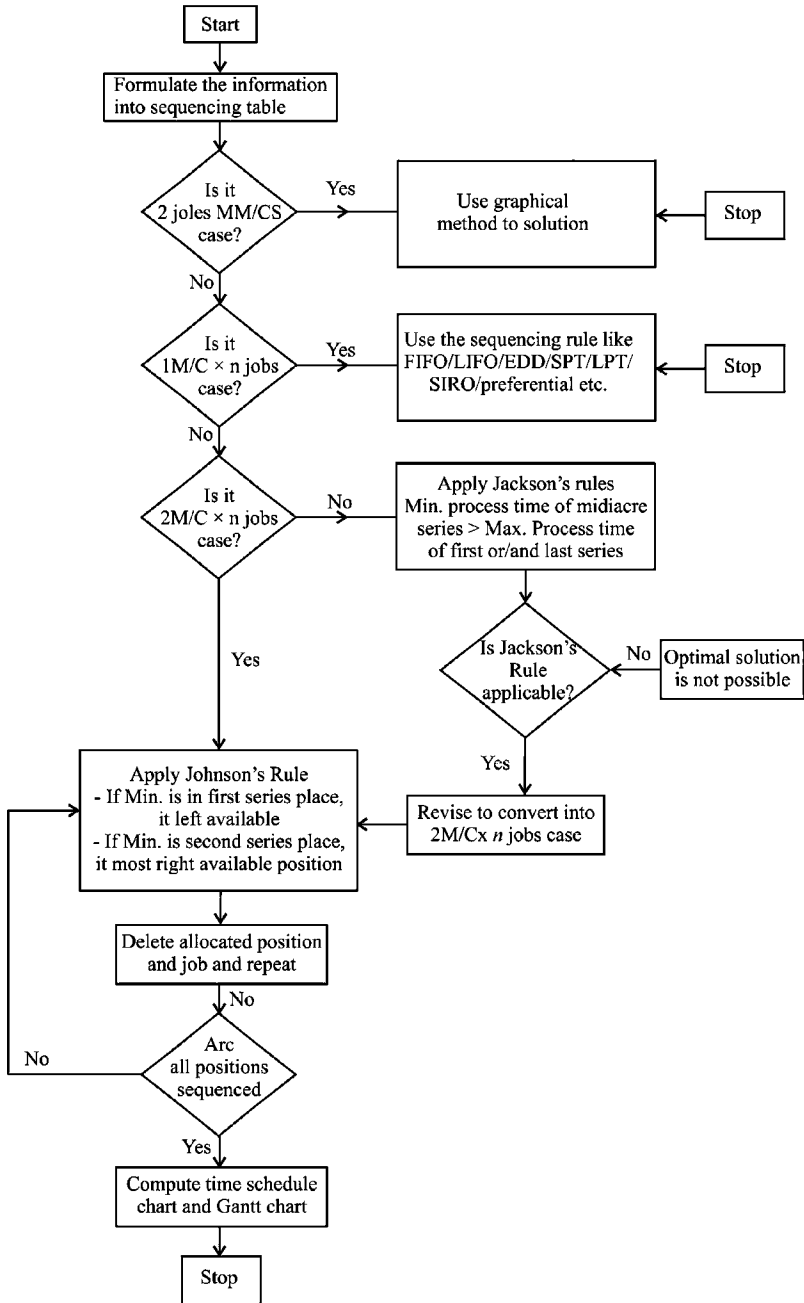 Start
Formulate the information
into sequencing table
Is it
2 joles MM/CS
case?
Yes
Use graphical
method to solution
Stop
No
Is it
1M/C × n jobs
case?
Yes
Use the sequencing rule like
FIFO/LIFO/EDD/SPT/LPT/
SIRO/preferential etc.
Stop
No
Is it
2M/C × n jobs
case?
No
Apply Jackson's rules
Min. process time of midiacre
series > Max. Process time
of first or/and last series
Yes
Is Jackson's
Rule
applicable?
No
Optimal solution
is not possible
Yes
Apply Johnson's Rule
- If Min. is in first series place,
it left available
- If Min. is second series place,
it most right available position
Revise to convert into
2M/Cx n jobs case
Delete allocated position
and job and repeat
No
Arc
all positions
sequenced
No
Yes
Compute time schedule
chart and Gantt chart
Stop